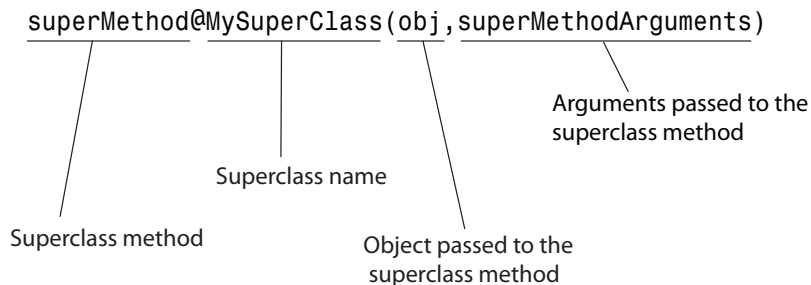 superMethod@MySuperClass(obj,superMethodArguments)
Arguments passed to the
superclass method
Superclass name
Superclass method
Object passed to the
superclass method